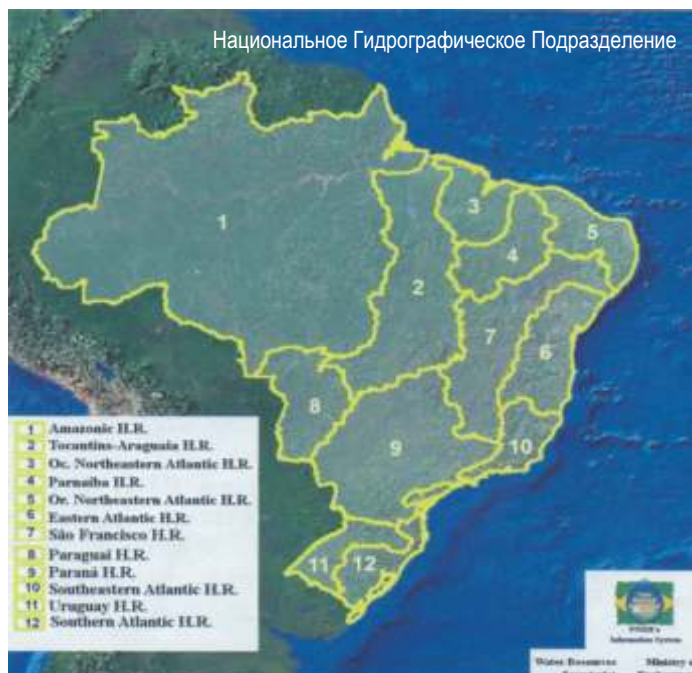 Национальное Гидрографическое Подразделение
1
2
3
4
5
6
7
8
9
10
11
12
1 Amazonic H.R.
2 Tocantins-Araguaia H.R.
3 Oc. Northeastern Atlantic H.R.
4 Parnaiba H.R.
5 Or. Northeastern Atlantic H.R.
6 Eastern Atlantic H.R.
7 São Francisco H.R.
8 Paraguai H.R.
9 Paraná H.R.
10 Southeastern Atlantic H.R.
11 Uruguay H.R.
12 Southern Atlantic H.R.
Information System
Water Resources Ministry